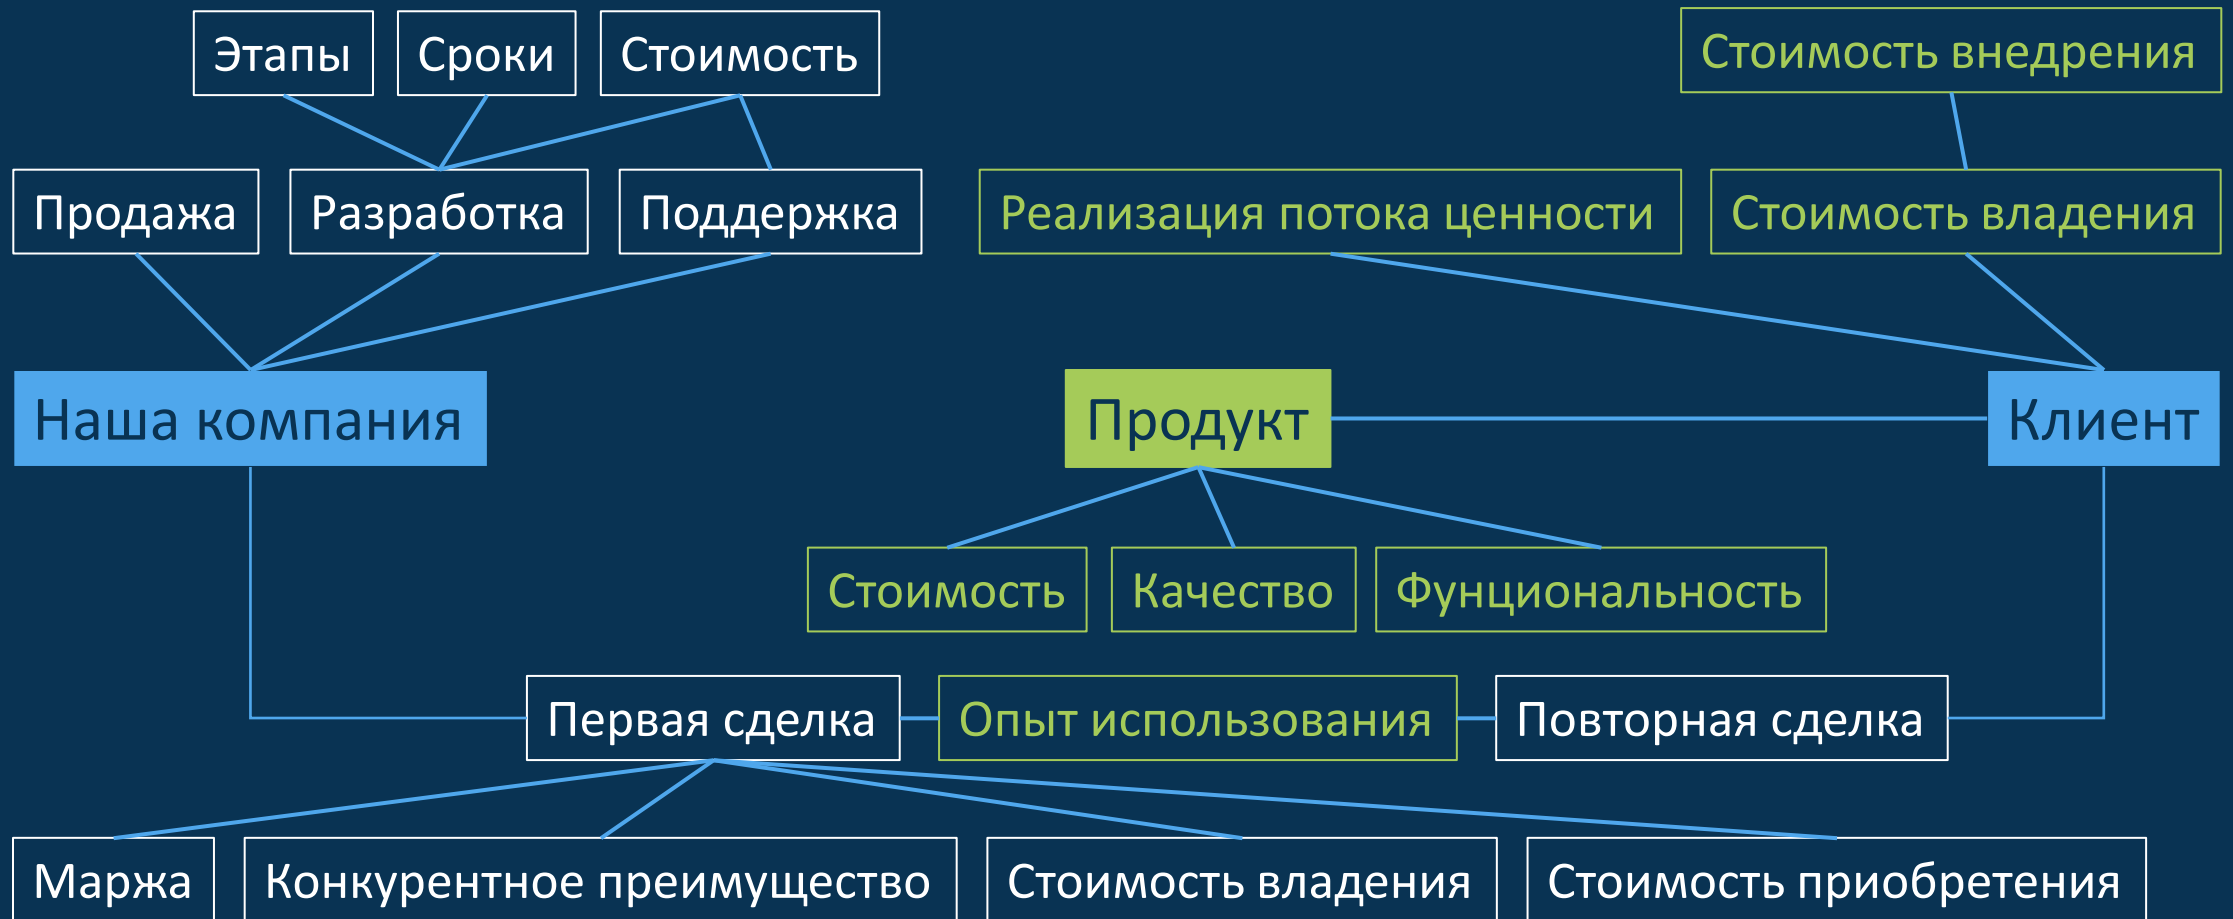 Этапы
Сроки
Стоимость
Стоимость внедрения
Продажа
Разработка
Поддержка
Реализация потока ценности
Стоимость владения
Наша компания
Продукт
Клиент
Стоимость
Качество
Фунциональность
Первая сделка
Опыт использования
Повторная сделка
Маржа
Конкурентное преимущество
Стоимость владения
Стоимость приобретения